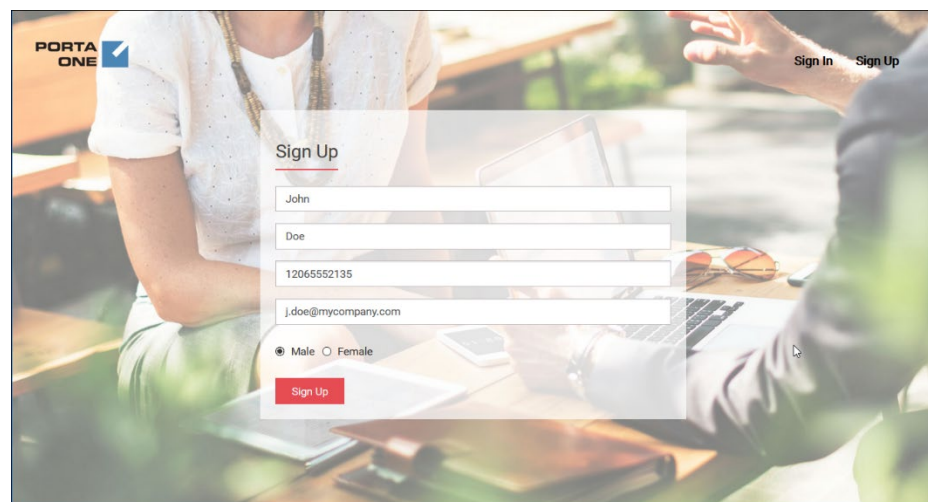 PORTA
ONE
Sign In Sign Up
Sign Up
John
Doe
12065552135
j.doe@mycompany.com
Male Female
Sign Up